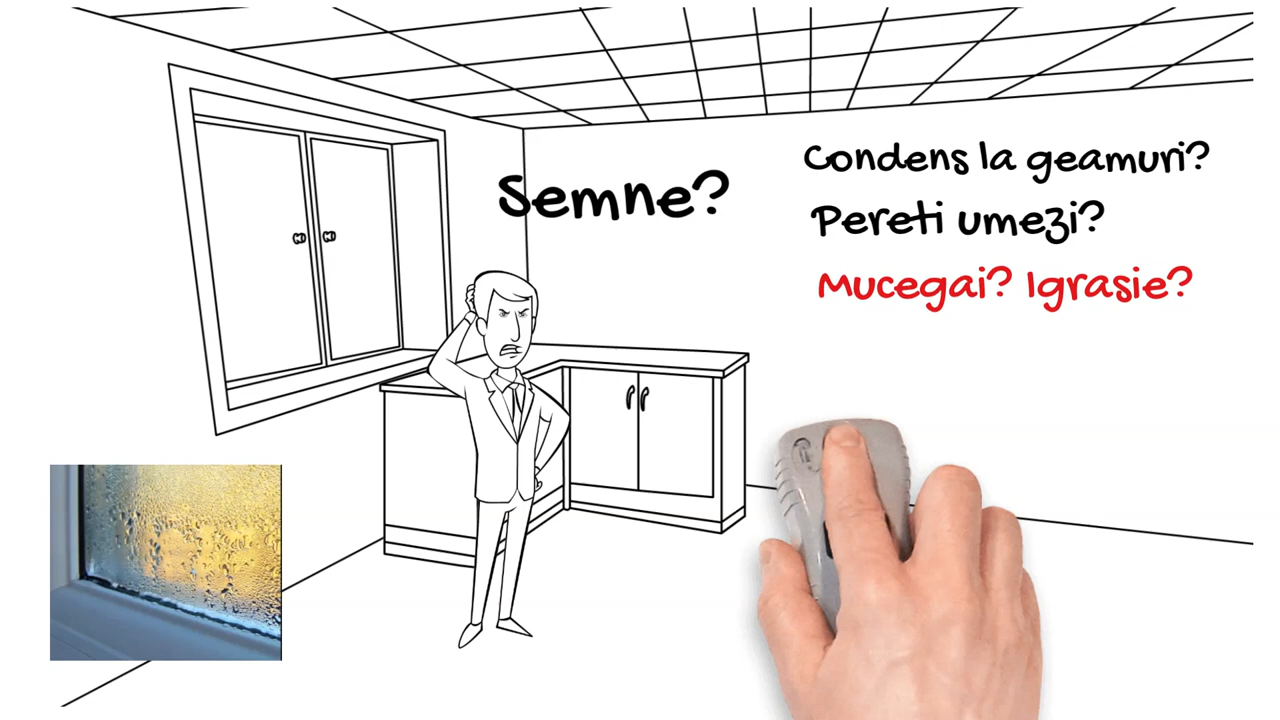 Semne?
Condens la geamuri?
Pereti umezi?
Mucegai? Igrasie?